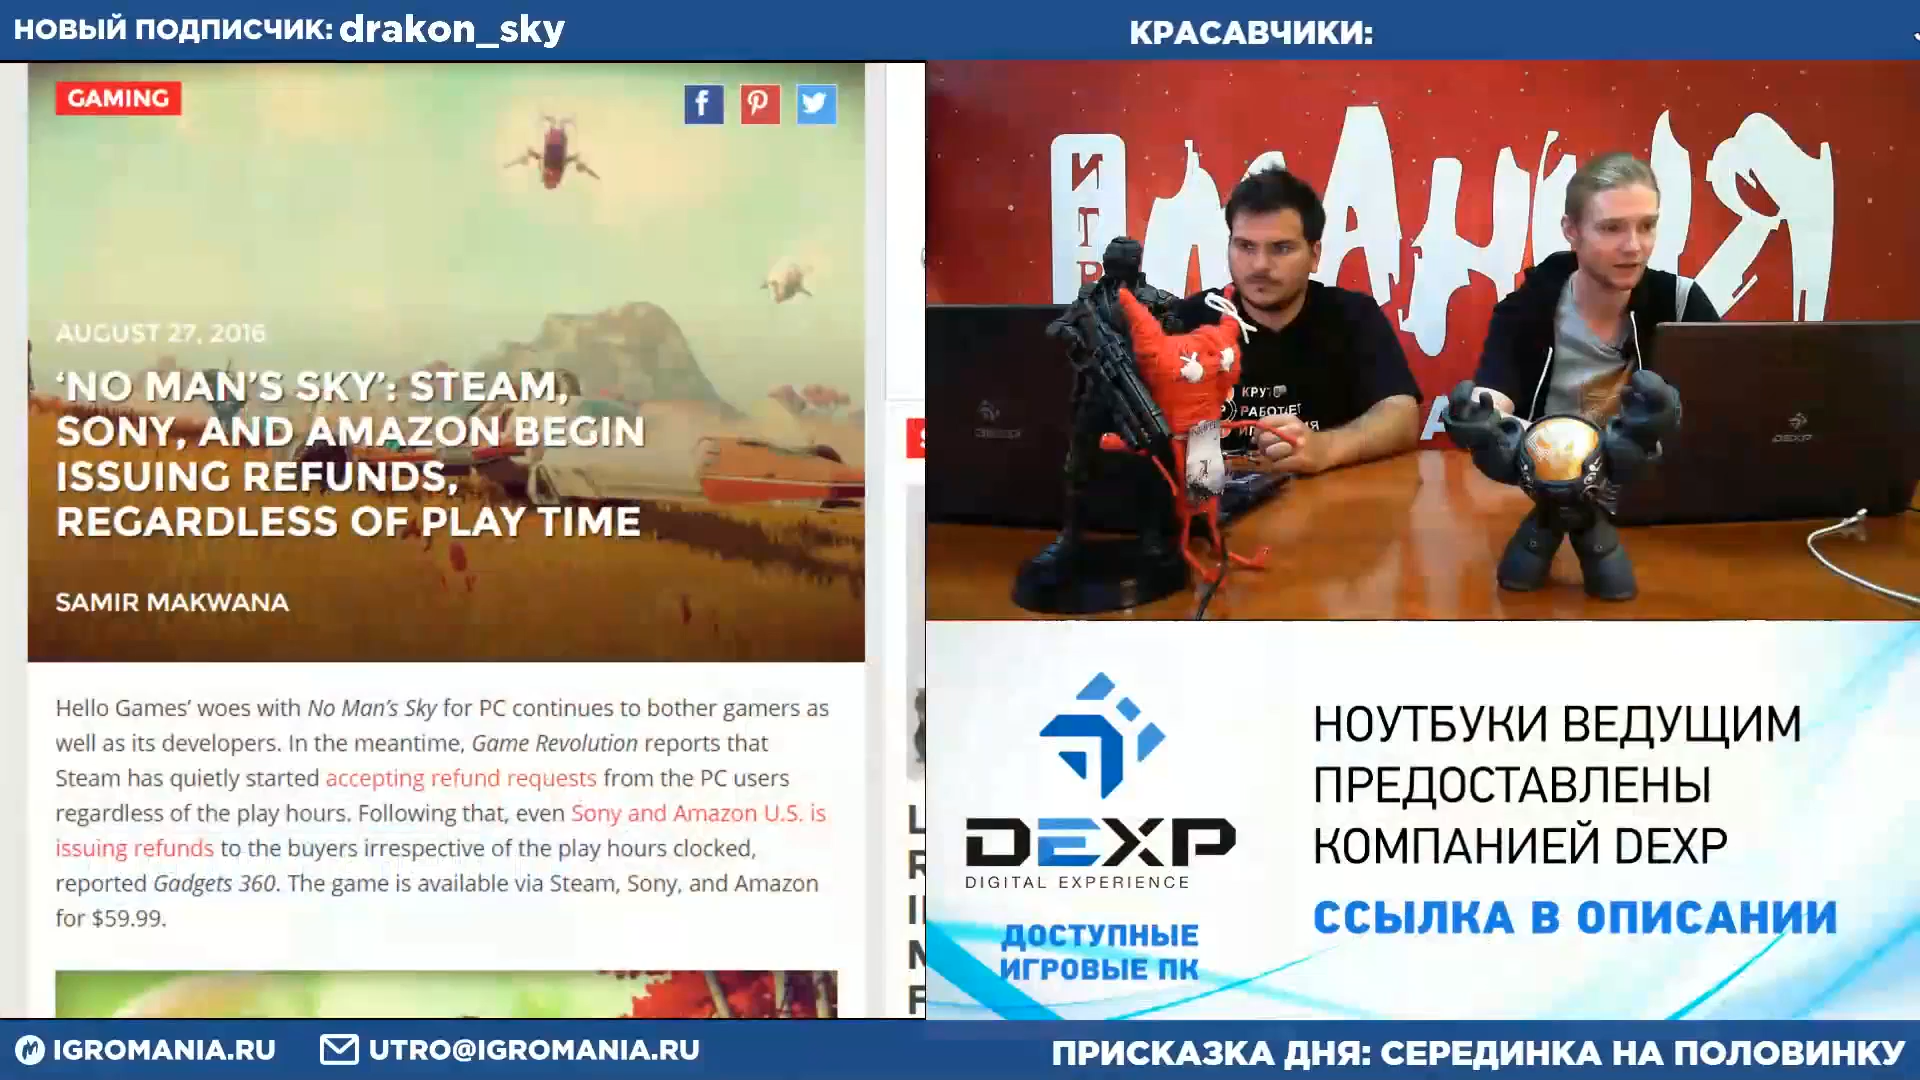 НОВЫЙ ПОДПИСЧИК: drakon_sky
КРАСАВЧИКИ:
GAMING
AUGUST 27, 2016
‘NO MAN’S SKY’: STEAM,
SONY, AND AMAZON BEGIN
ISSUING REFUNDS,
REGARDLESS OF PLAY TIME
SAMIR MAKWANA
Hello Games’ woes with No Man’s Sky for PC continues to bother gamers as
well as its developers. In the meantime, Game Revolution reports that
Steam has quietly started accepting refund requests from the PC users
regardless of the play hours. Following that, even Sony and Amazon U.S. is
issuing refunds to the buyers irrespective of the play hours clocked,
reported Gadgets 360. The game is available via Steam, Sony, and Amazon
for $59.99.
DEXP
DEXP
DIGITAL EXPERIENCE
ДОСТУПНЫЕ
ИГРОВЫЕ ПК
НОУТБУКИ ВЕДУЩИМ
ПРЕДОСТАВЛЕНЫ
КОМПАНИЕЙ DEXP
ССЫЛКА В ОПИСАНИИ
IGROMANIA.RU
UTRO@IGROMANIA.RU
ПРИСКАЗКА ДНЯ: СЕРЕДИНКА НА ПОЛОВИНКУ